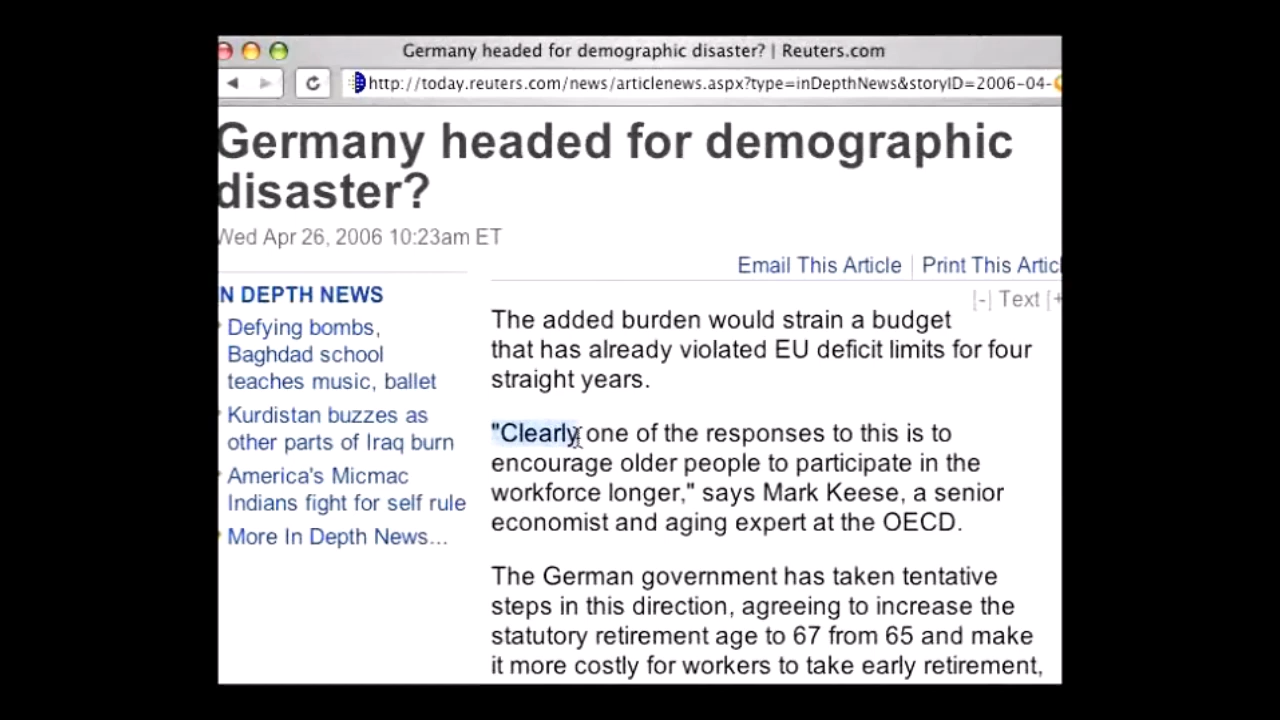 Germany headed for demographic disaster? | Reuters.com
http://today.reuters.com/news/articlenews.aspx?type=inDepthNews&storyID=2006-04-
Germany headed for demographic
disaster?
Wed Apr 26, 2006 10:23am ET
Email This Article | Print This Artic
[-] Text [+
N DEPTH NEWS
Defying bombs,
Baghdad school
teaches music, ballet
Kurdistan buzzes as
other parts of Iraq burn
America's Micmac
Indians fight for self rule
More In Depth News...
The added burden would strain a budget
that has already violated EU deficit limits for four
straight years.
"Clearly one of the responses to this is to
encourage older people to participate in the
workforce longer," says Mark Keese, a senior
economist and aging expert at the OECD.
The German government has taken tentative
steps in this direction, agreeing to increase the
statutory retirement age to 67 from 65 and make
it more costly for workers to take early retirement,